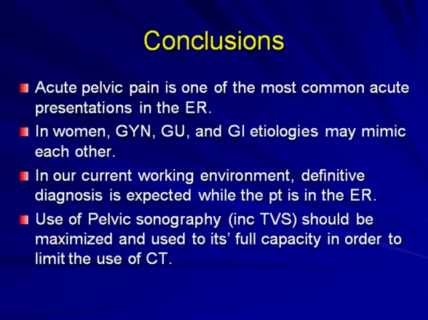 Conclusions
Acute pelvic pain is one of the most common acute
presentations in the ER.
In women, GYN, GU, and GI etiologies may mimic
each other.
In our current working environment, definitive
diagnosis is expected while the pt is in the ER.
Use of Pelvic sonography (inc TVS) should be
maximized and used to its’ full capacity in order to
limit the use of CT.